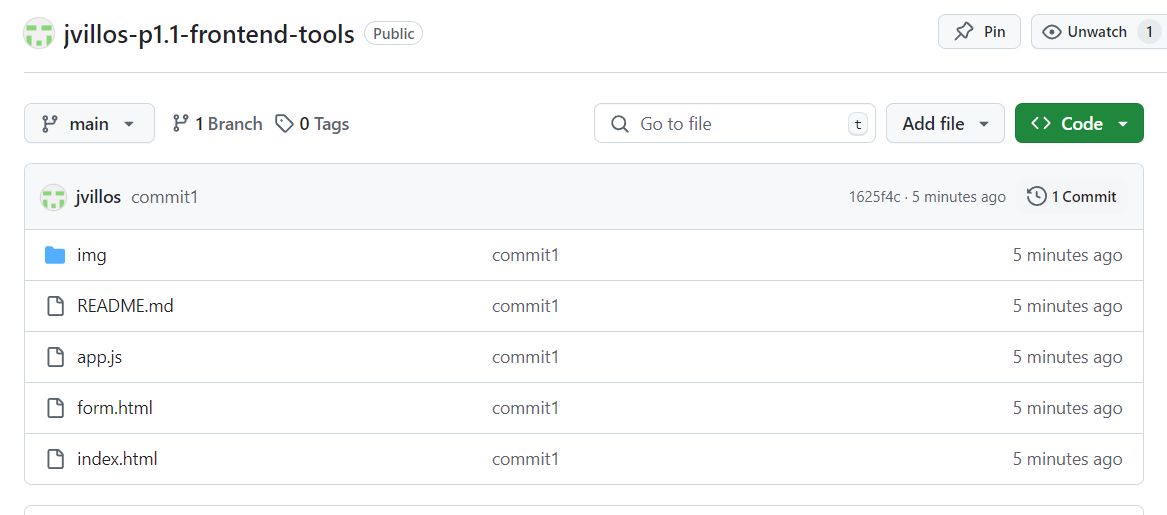 jvillos-p1.1-frontend-tools Public Pin Unwatch 1
main 1 Branch 0 Tags Go to file t Add file <> Code
jvillos commit1 1625f4c · 5 minutes ago 1 Commit
img commit1 5 minutes ago
README.md commit1 5 minutes ago
app.js commit1 5 minutes ago
form.html commit1 5 minutes ago
index.html commit1 5 minutes ago